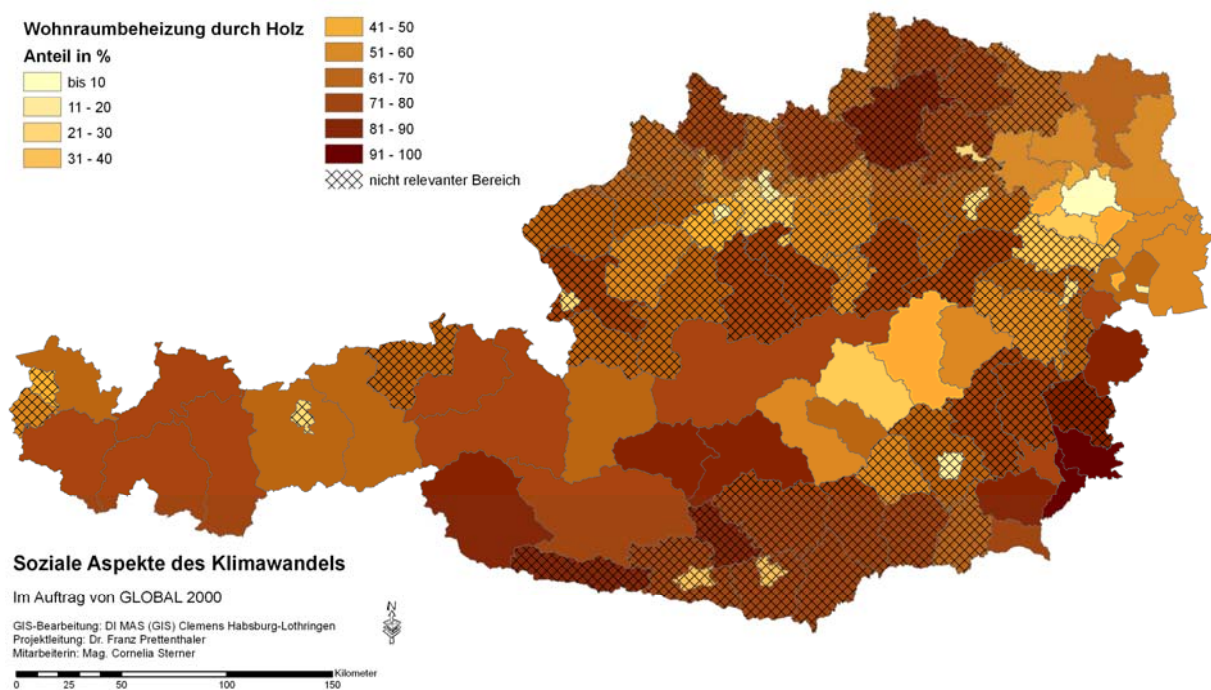 Wohnraumbeheizung durch Holz
Anteil in %
bis 10
11 - 20
21 - 30
31 - 40
41 - 50
51 - 60
61 - 70
71 - 80
81 - 90
91 - 100
nicht relevanter Bereich
Soziale Aspekte des Klimawandels
Im Auftrag von GLOBAL 2000
GIS-Bearbeitung: DI MAS (GIS) Clemens Habsburg-Lothringen
Projektleitung: Dr. Franz Prettenthaler
Mitarbeiterin: Mag. Cornelia Sterner
N
Kilometer
0 25 50 100 150